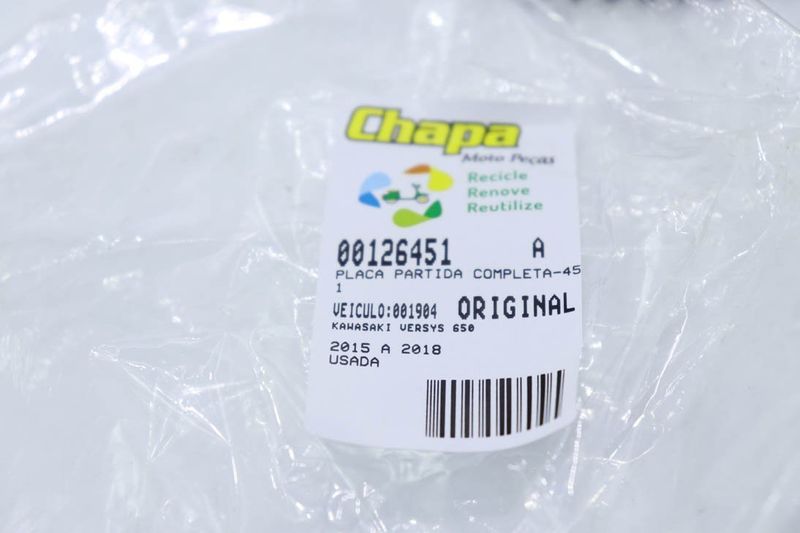 Chapa
Moto Peças
Recicle
Renove
Reutilize
00126451 A
PLACA PARTIDA COMPLETA-45
1
VEICULO:001904 ORIGINAL
KAWASAKI VERSYS 650
2015 A 2018
USADA